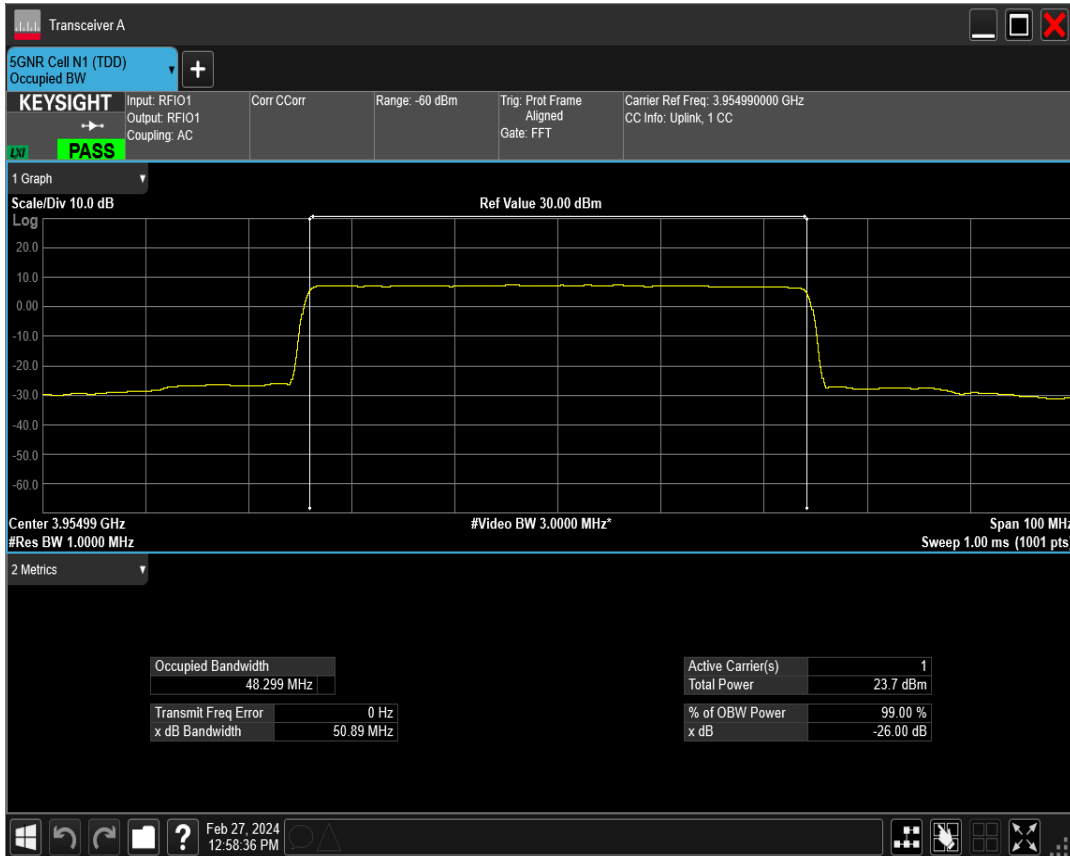 Transceiver A
5GNR Cell N1 (TDD)
Occupied BW
+
KEYSIGHT
LXI
PASS
Input: RFIO1
Output: RFIO1
Coupling: AC
Corr CCorr
Range: -60 dBm
Trig: Prot Frame
Aligned
Gate: FFT
Carrier Ref Freq: 3.954990000 GHz
CC Info: Uplink, 1 CC
1 Graph
Scale/Div 10.0 dB
Ref Value 30.00 dBm
Log
20.0
10.0
0.00
-10.0
-20.0
-30.0
-40.0
-50.0
-60.0
Center 3.95499 GHz
#Video BW 3.0000 MHz*
Span 100 MHz
#Res BW 1.0000 MHz
Sweep 1.00 ms (1001 pts)
2 Metrics
Occupied Bandwidth
48.299 MHz
Transmit Freq Error 0 Hz
x dB Bandwidth 50.89 MHz
Active Carrier(s) 1
Total Power 23.7 dBm
% of OBW Power 99.00 %
x dB -26.00 dB
?
Feb 27, 2024
12:58:36 PM